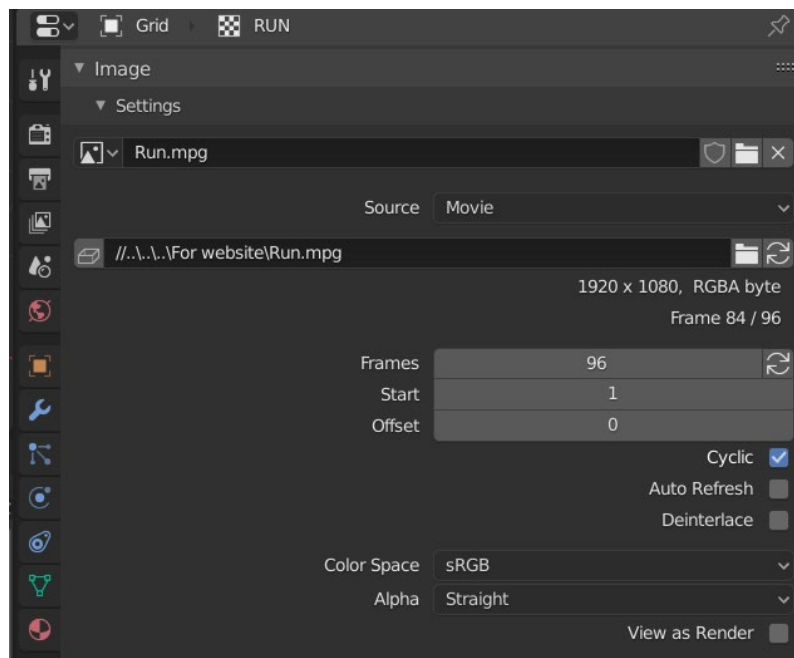 Grid RUN
Image
Settings
Run.mpg
Source Movie
//..\..\..\For website\Run.mpg
1920 x 1080, RGBA byte
Frame 84 / 96
Frames 96
Start 1
Offset 0
Cyclic
Auto Refresh
Deinterlace
Color Space sRGB
Alpha Straight
View as Render